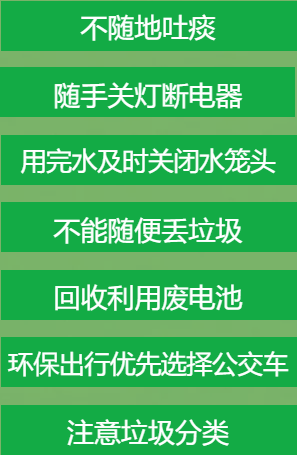 不随地吐痰
随手关灯断电器
用完水及时关闭水笼头
不能随便丢垃圾
回收利用废电池
环保出行优先选择公交车
注意垃圾分类